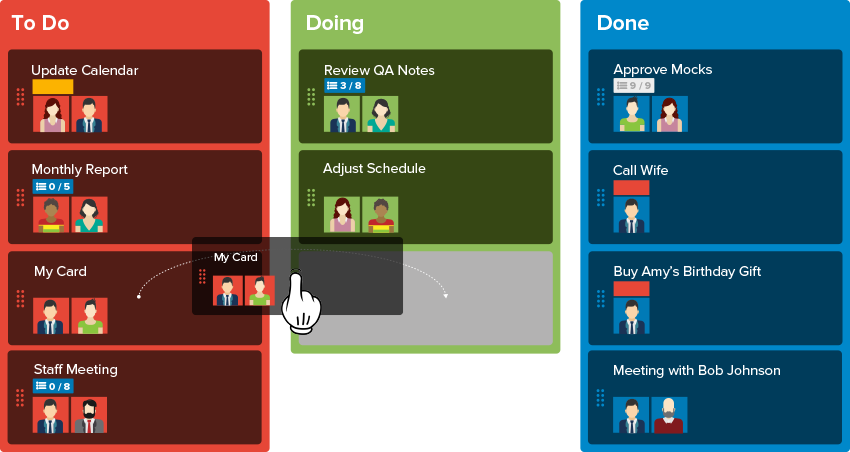 To Do
Update Calendar
Monthly Report
0 / 5
My Card
Staff Meeting
0 / 8
My Card
Doing
Review QA Notes
3 / 8
Adjust Schedule
Done
Approve Mocks
9 / 9
Call Wife
Buy Amy's Birthday Gift
Meeting with Bob Johnson